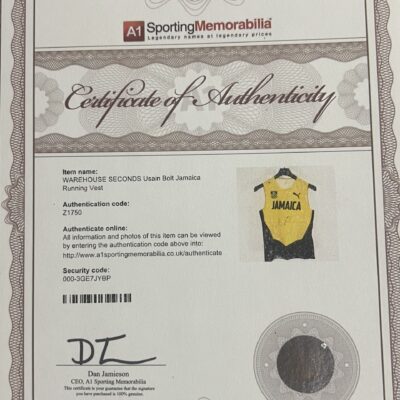 A1 SportingMemorabilia
Legendary names at legendary prices
Certificate of Authenticity
Item name:
WAREHOUSE SECONDS Usain Bolt Jamaica
Running Vest
Authentication code:
Z1750
Authenticate online:
All information and photos of this item can be viewed
by entering the authentication code above into:
http://www.a1sportingmemorabilia.co.uk/authenticate
Security code:
000-3GE7JYBP
JAMAICA
Dan Jamieson
CEO, A1 Sporting Memorabilia
This certificate is your guarantee that the signature
you have purchased is 100% genuine.